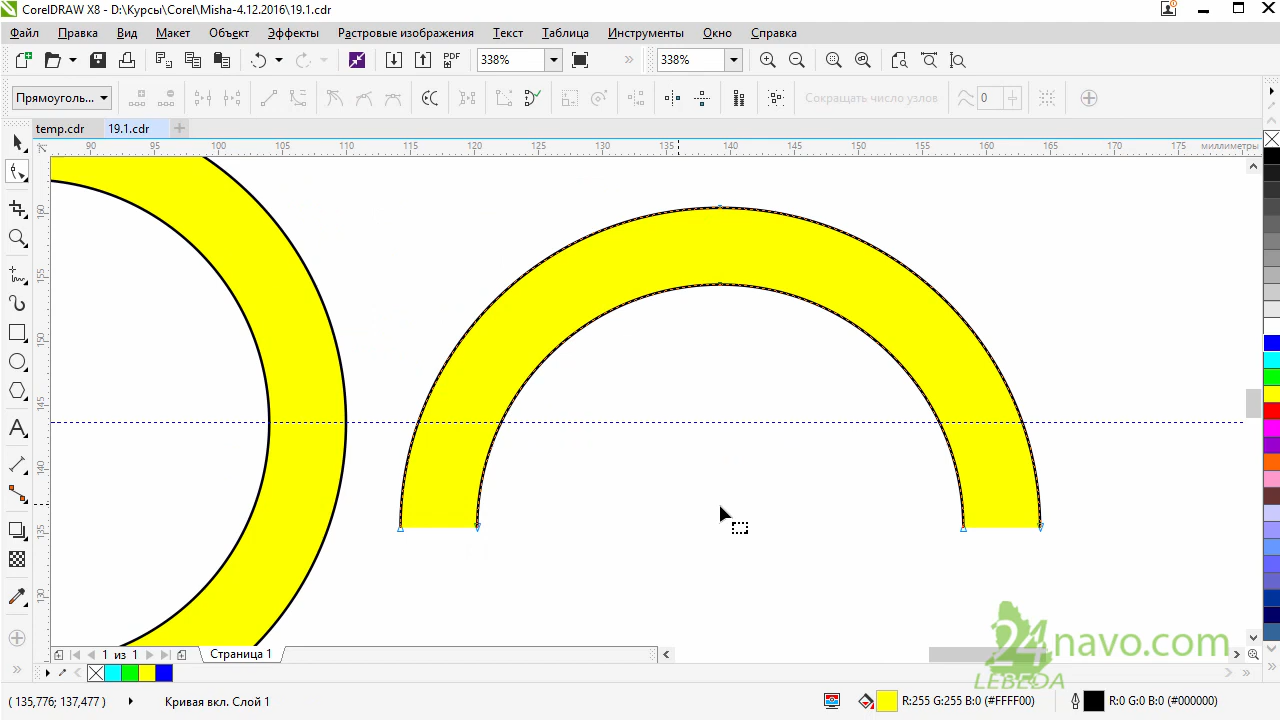 CorelDRAW X8 - D:\Курсы\Corel\Misha-4.12.2016\19.1.cdr
Файл Правка Вид Макет Объект Эффекты Растровые изображения Текст Таблица Инструменты Окно Справка
PDF 338% » 338%
Прямоуголь... Сокращать число узлов 0
temp.cdr 19.1.cdr
90 95 100 105 110 115 120 125 130 135 140 145 150 155 160 165 170 175 миллиметры
160
155
150
145
140
135
130
24navo.com
LEBEDA
1 из 1 Страница 1
( 135,776; 137,477 ) Кривая вкл. Слой 1 R:255 G:255 B:0 (#FFFF00) R:0 G:0 B:0 (#000000)